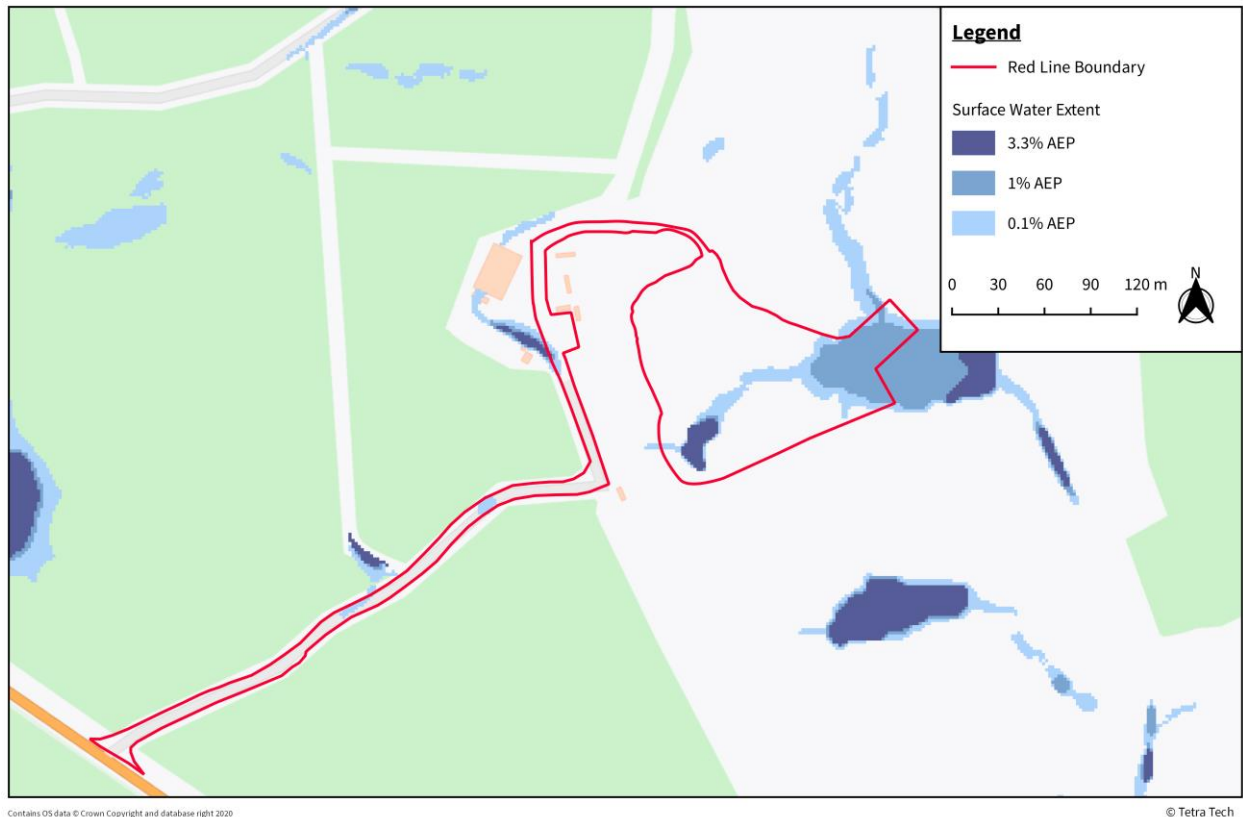 Legend
Red Line Boundary
Surface Water Extent
3.3% AEP
1% AEP
0.1% AEP
0 30 60 90 120 m
N
Contains OS data © Crown Copyright and database right 2020
© Tetra Tech